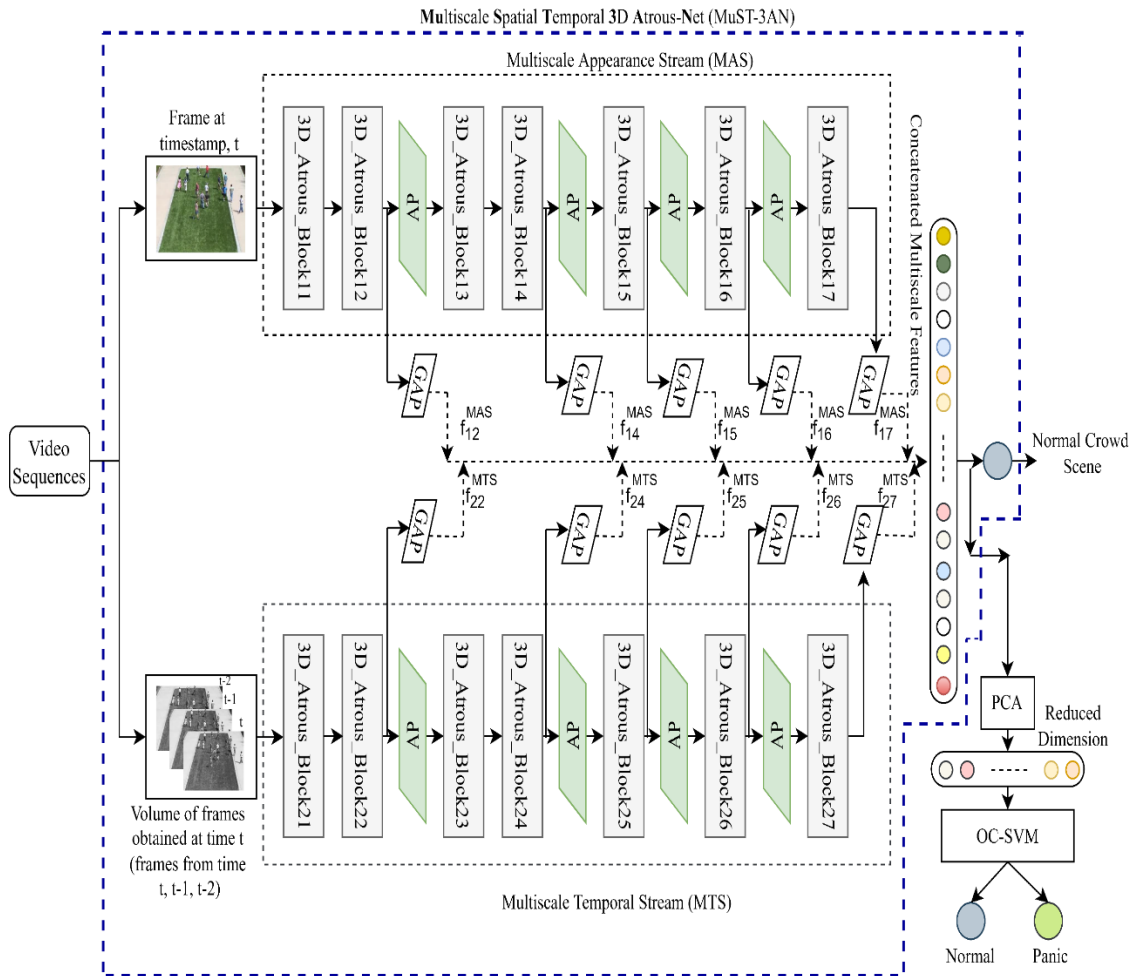 Multiscale Spatial Temporal 3D Atrous-Net (MuST-3AN)
Multiscale Appearance Stream (MAS)
Frame at
timestamp, t
3D_Atrous_Block11
3D_Atrous_Block12
AP
3D_Atrous_Block13
3D_Atrous_Block14
AP
3D_Atrous_Block15
AP
3D_Atrous_Block16
AP
3D_Atrous_Block17
Concatenated Multiscale Features
GAP
GAP
GAP
GAP
GAP
f12 MAS
f14 MAS
f15 MAS
f16 MAS
f17 MAS
Video
Sequences
Normal Crowd
Scene
f22 MTS
f24 MTS
f25 MTS
f26 MTS
f27 MTS
GAP
GAP
GAP
GAP
GAP
t-2
t-1
t
3D_Atrous_Block21
3D_Atrous_Block22
AP
3D_Atrous_Block23
3D_Atrous_Block24
AP
3D_Atrous_Block25
AP
3D_Atrous_Block26
AP
3D_Atrous_Block27
PCA
Reduced
Dimension
Volume of frames
obtained at time t
(frames from time
t, t-1, t-2)
OC-SVM
Multiscale Temporal Stream (MTS)
Normal
Panic